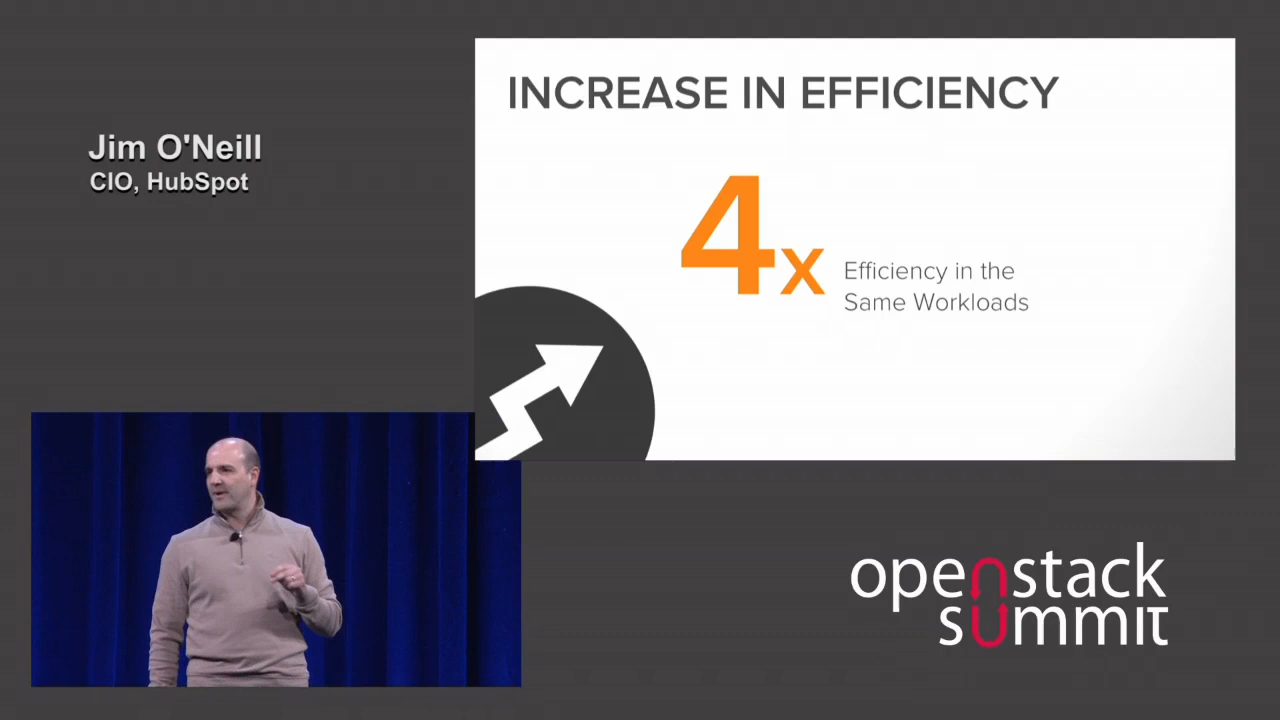 Jim O'Neill
CIO, HubSpot
INCREASE IN EFFICIENCY
4x
Efficiency in the
Same Workloads
openstack
summit